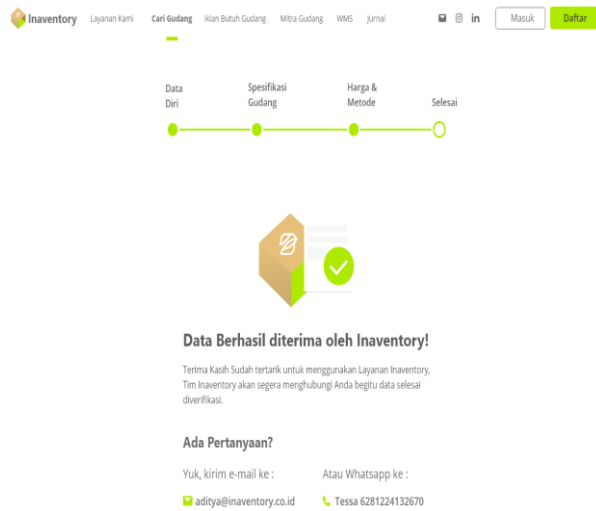 Inaventory Layanan Kami Cari Gudang Iklan Butuh Gudang Mitra Gudang WMS Jurnal Masuk Daftar
Data Diri
Spesifikasi Gudang
Harga & Metode
Selesai
Data Berhasil diterima oleh Inaventory!
Terima Kasih Sudah tertarik untuk menggunakan Layanan Inaventory,
Tim Inaventory akan segera menghubungi Anda begitu data selesai
diverifikasi.
Ada Pertanyaan?
Yuk, kirim e-mail ke : Atau Whatsapp ke :
aditya@inaventory.co.id Tessa 6281224132670